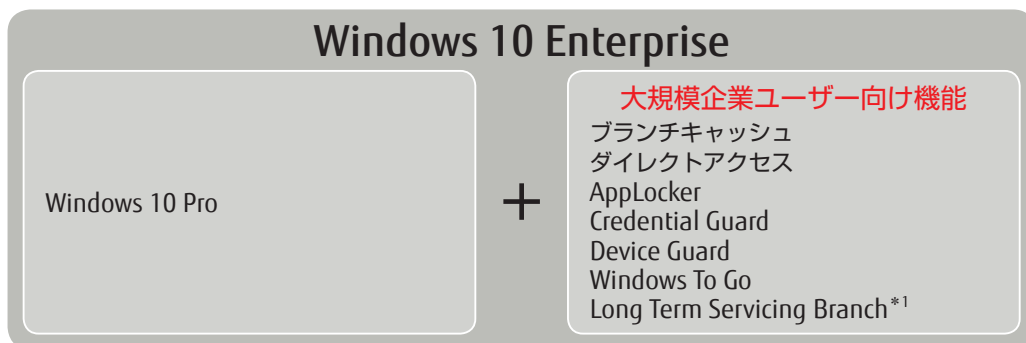 Windows 10 Enterprise
Windows 10 Pro
+
大規模企業ユーザー向け機能
ブランチキャッシュ
ダイレクトアクセス
AppLocker
Credential Guard
Device Guard
Windows To Go
Long Term Servicing Branch*1